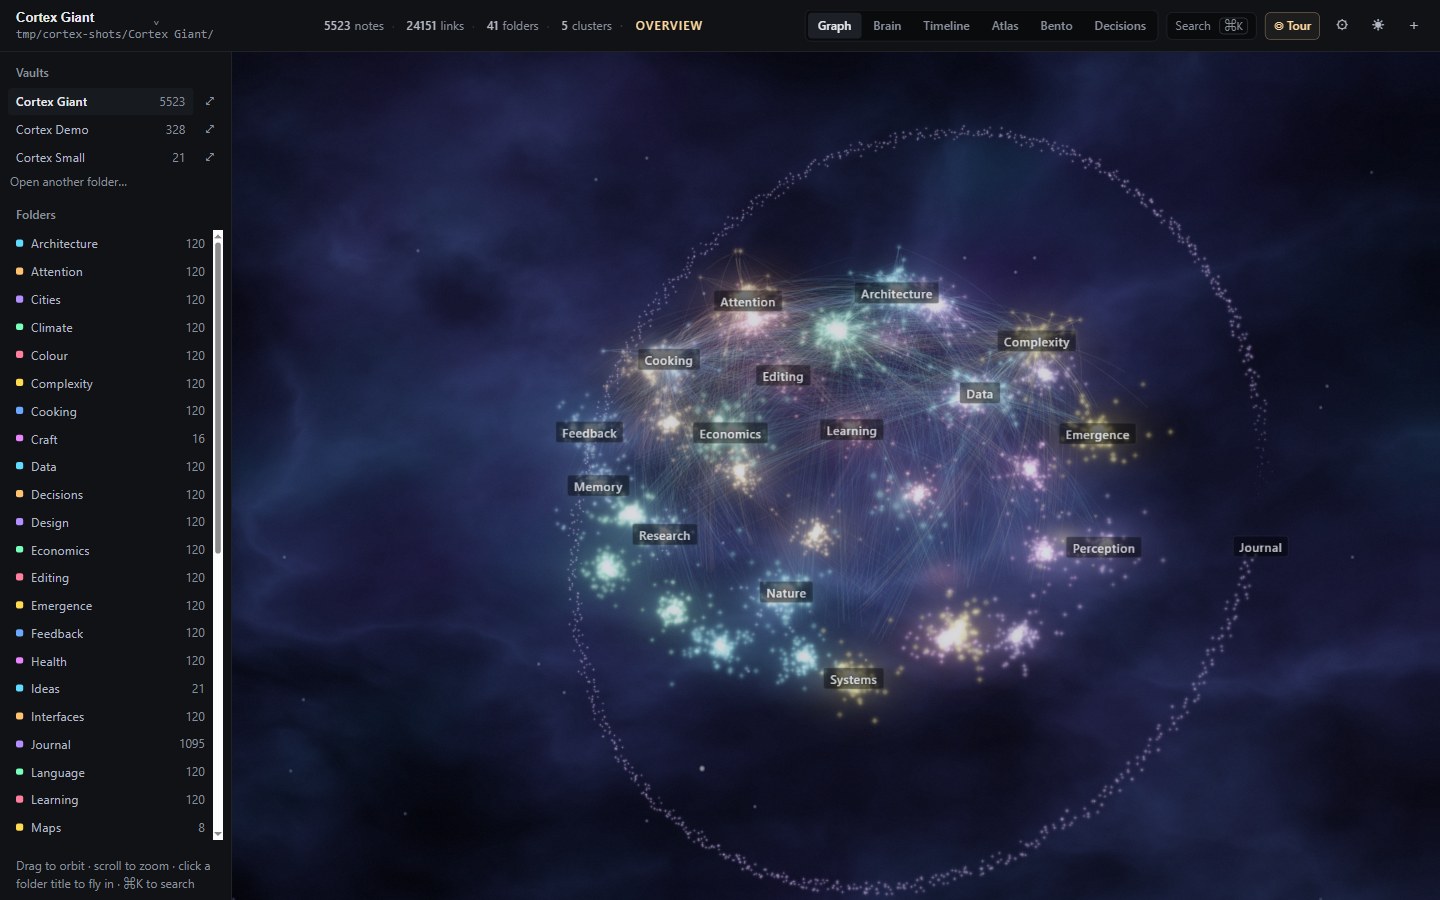 Cortex Giant
tmp/cortex-shots/Cortex Giant/
5523 notes · 24151 links · 41 folders · 5 clusters · OVERVIEW
Graph Brain Timeline Atlas Bento Decisions
Search ⌘K
◎ Tour
Vaults
Cortex Giant 5523
Cortex Demo 328
Cortex Small 21
Open another folder...
Folders
Architecture 120
Attention 120
Cities 120
Climate 120
Colour 120
Complexity 120
Cooking 120
Craft 16
Data 120
Decisions 120
Design 120
Economics 120
Editing 120
Emergence 120
Feedback 120
Health 120
Ideas 21
Interfaces 120
Journal 1095
Language 120
Learning 120
Maps 8
Drag to orbit · scroll to zoom · click a
folder title to fly in · ⌘K to search
Architecture
Attention
Complexity
Cooking
Editing
Data
Feedback
Economics
Learning
Emergence
Memory
Research
Perception
Journal
Nature
Systems